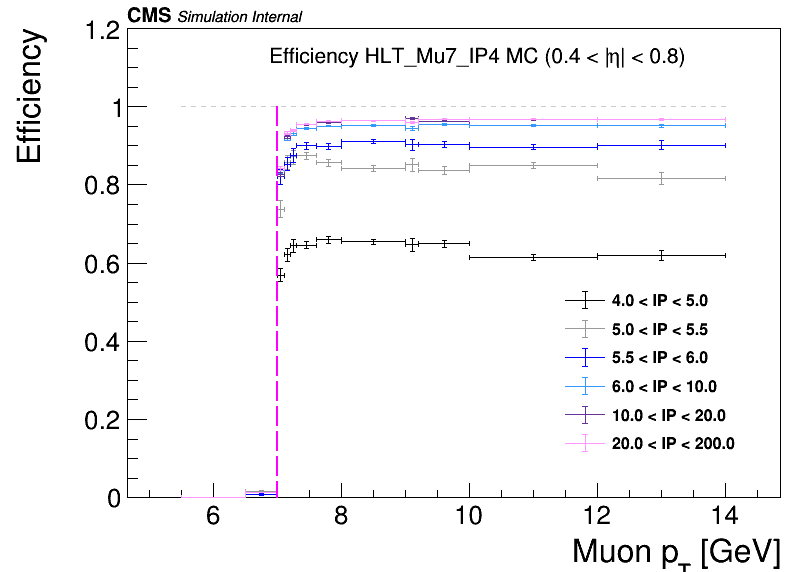 CMS Simulation Internal
Efficiency HLT_Mu7_IP4 MC (0.4 < |η| < 0.8)
Efficiency
1.2
1
0.8
0.6
0.4
0.2
0
4.0 < IP < 5.0
5.0 < IP < 5.5
5.5 < IP < 6.0
6.0 < IP < 10.0
10.0 < IP < 20.0
20.0 < IP < 200.0
6 8 10 12 14
Muon p_T [GeV]